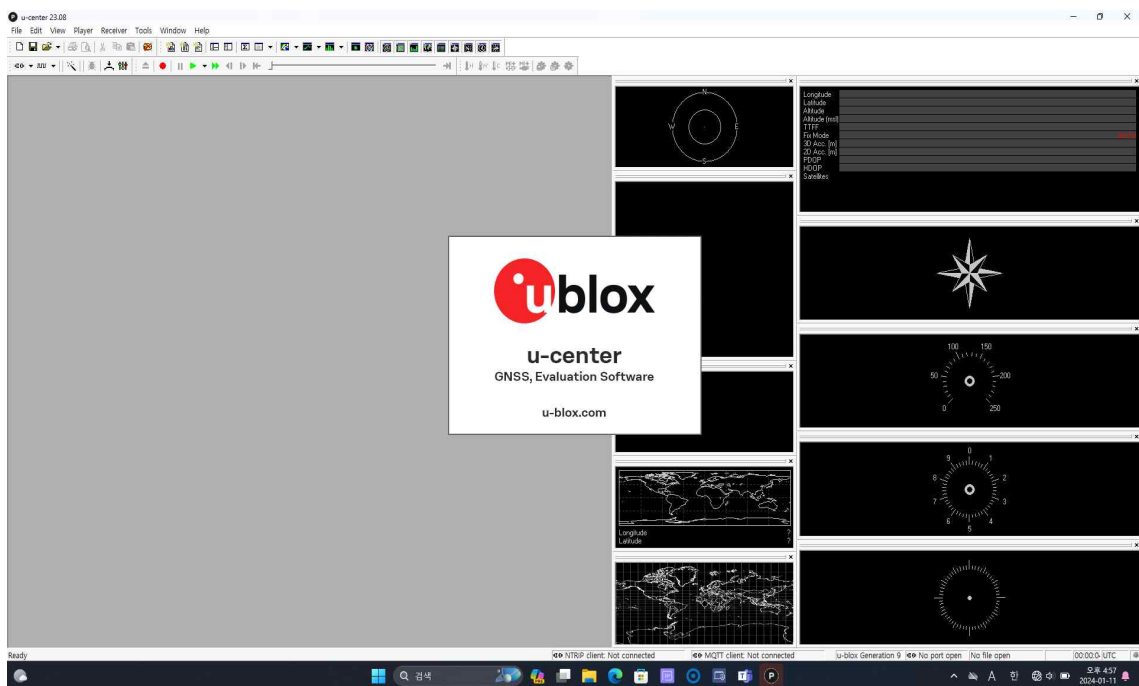 u-center 23.08
File Edit View Player Receiver Tools Window Help
N
W E
S
Longitude
Latitude
Altitude
Altitude (msl)
TTFF
Fix Mode
3D Acc. [m]
2D Acc. [m]
PDOP
HDOP
Satellites
ublox
u-center
GNSS, Evaluation Software
u-blox.com
100 150
50 200
0 250
0
9 1
8 2
7 3
6 4
5
Longitude ?
Latitude ?
Ready NTRIP client: Not connected MQTT client: Not connected u-blox Generation 9 No port open No file open 00:00:0 UTC
검색
A 한
오후 4:57
2024-01-11